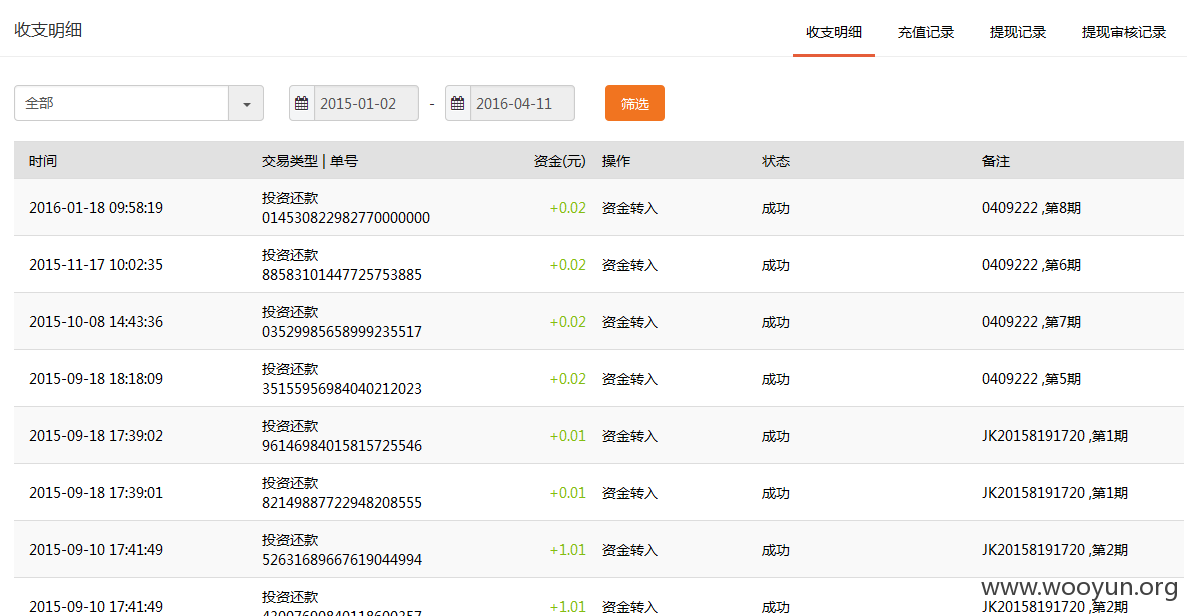 收支明细
收支明细 充值记录 提现记录 提现审核记录
全部 2015-01-02 - 2016-04-11 筛选
时间 交易类型 | 单号 资金(元) 操作 状态 备注
2016-01-18 09:58:19 投资还款 +0.02 资金转入 成功 0409222 ,第8期
014530822982770000000
2015-11-17 10:02:35 投资还款 +0.02 资金转入 成功 0409222 ,第6期
88583101447725753885
2015-10-08 14:43:36 投资还款 +0.02 资金转入 成功 0409222 ,第7期
03529985658999235517
2015-09-18 18:18:09 投资还款 +0.02 资金转入 成功 0409222 ,第5期
35155956984040212023
2015-09-18 17:39:02 投资还款 +0.01 资金转入 成功 JK20158191720 ,第1期
96146984015815725546
2015-09-18 17:39:01 投资还款 +0.01 资金转入 成功 JK20158191720 ,第1期
82149887722948208555
2015-09-10 17:41:49 投资还款 +1.01 资金转入 成功 JK20158191720 ,第2期
52631689667619044994
2015-09-10 17:41:49 投资还款 +1.01 资金转入 成功 JK20158191720 ,第2期
www.wooyun.org